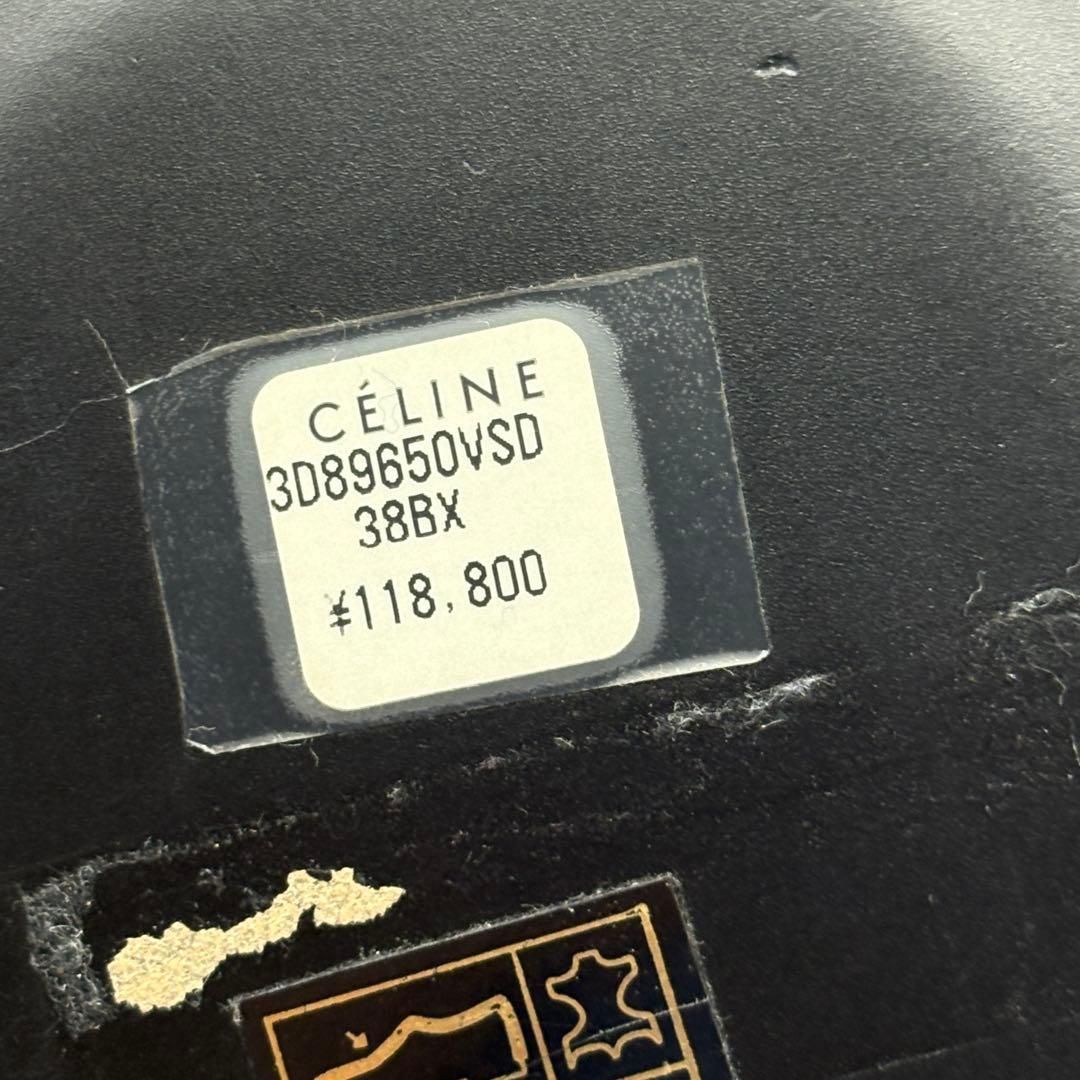 CÉLINE
3D89650VSD
38BX
¥118,800